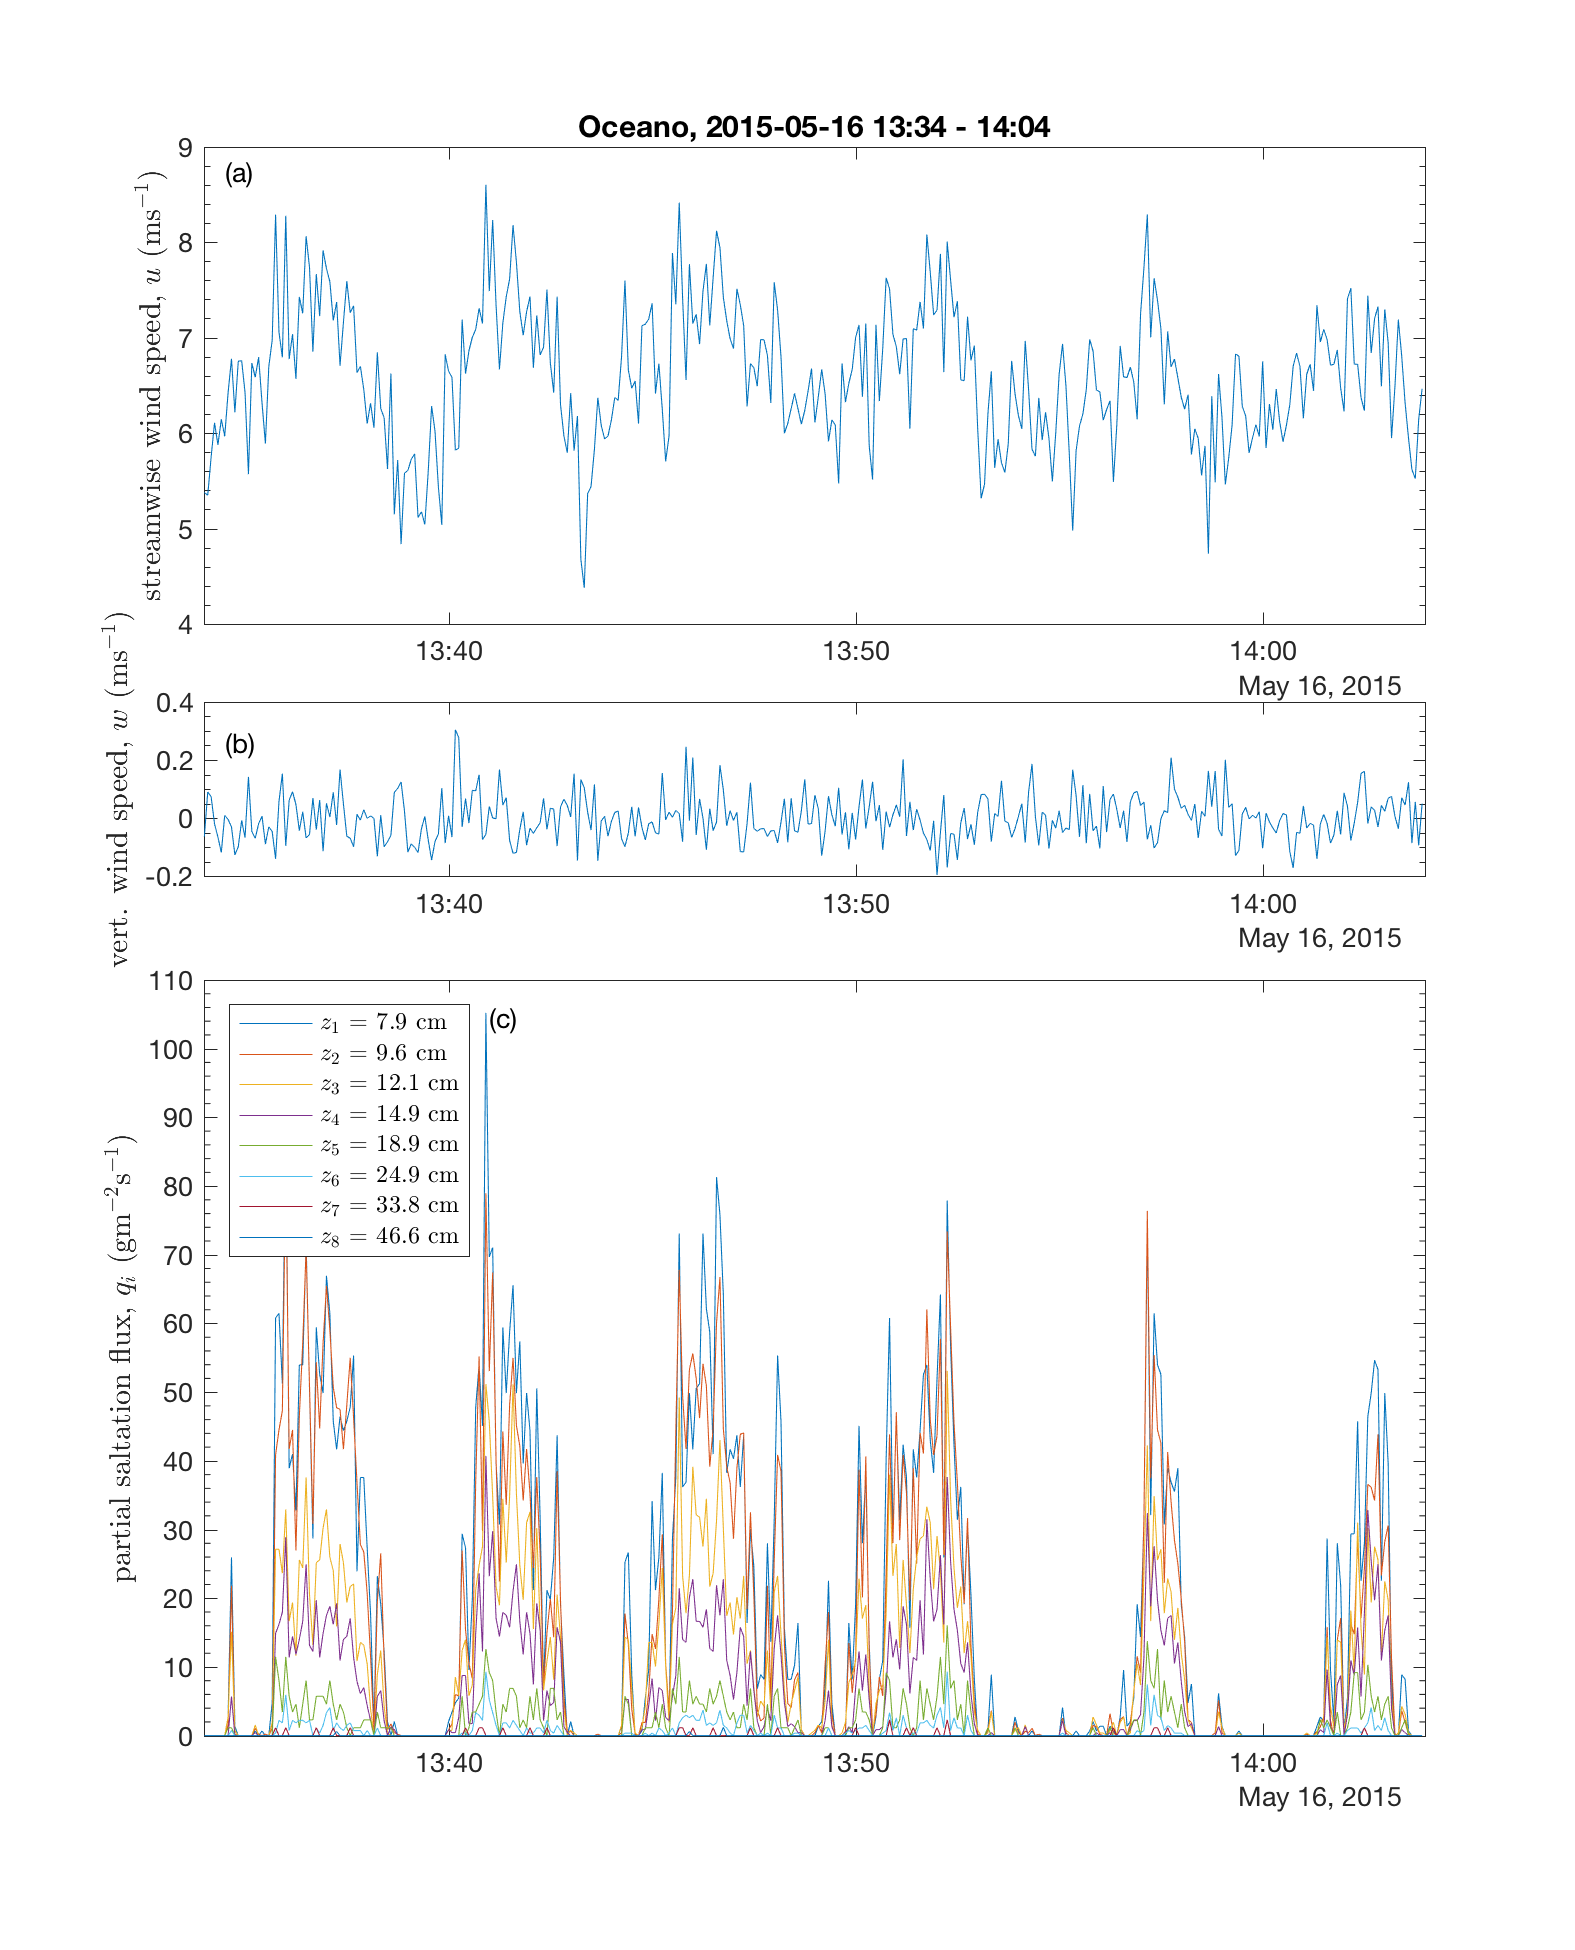 Oceano, 2015-05-16 13:34 - 14:04
(a)
streamwise wind speed, u (ms−1)
9
8
7
6
5
4
13:40 13:50 14:00
May 16, 2015
(b)
vert. wind speed, w (ms−1)
0.4
0.2
0
-0.2
13:40 13:50 14:00
May 16, 2015
(c)
partial saltation flux, qi (gm−2s−1)
110
100
90
80
70
60
50
40
30
20
10
0
z1 = 7.9 cm
z2 = 9.6 cm
z3 = 12.1 cm
z4 = 14.9 cm
z5 = 18.9 cm
z6 = 24.9 cm
z7 = 33.8 cm
z8 = 46.6 cm
13:40 13:50 14:00
May 16, 2015